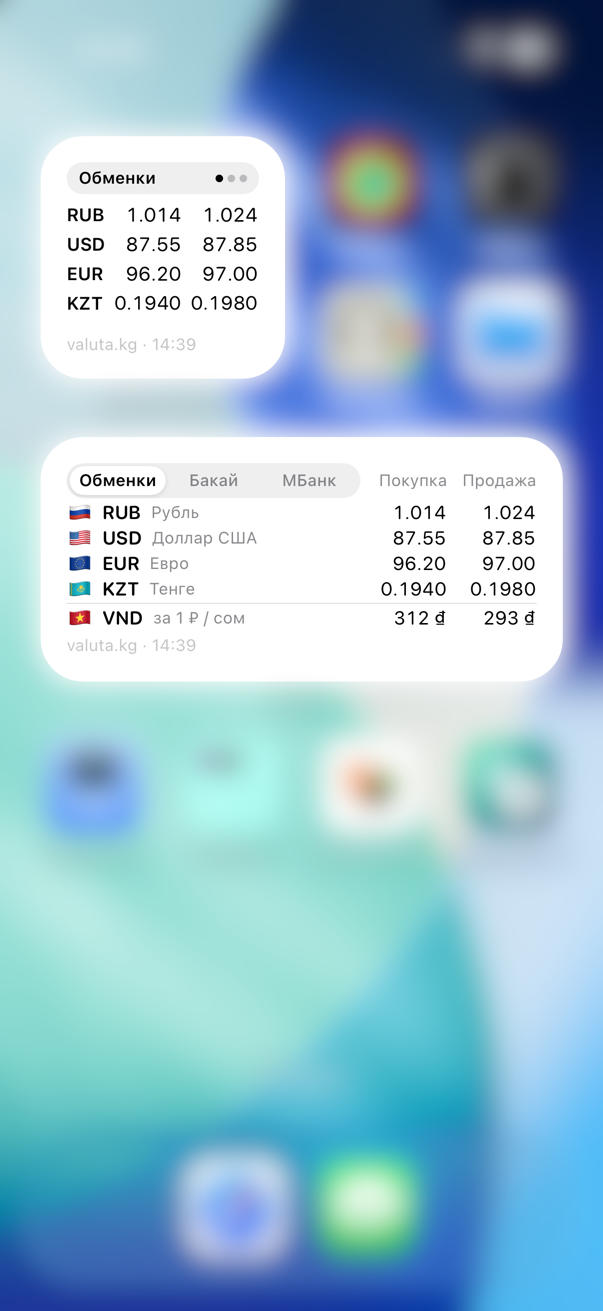 Обменки
RUB 1.014 1.024
USD 87.55 87.85
EUR 96.20 97.00
KZT 0.1940 0.1980
valuta.kg · 14:39
Обменки Бакай МБанк Покупка Продажа
RUB Рубль 1.014 1.024
USD Доллар США 87.55 87.85
EUR Евро 96.20 97.00
KZT Тенге 0.1940 0.1980
VND за 1 ₽ / сом 312 ₫ 293 ₫
valuta.kg · 14:39